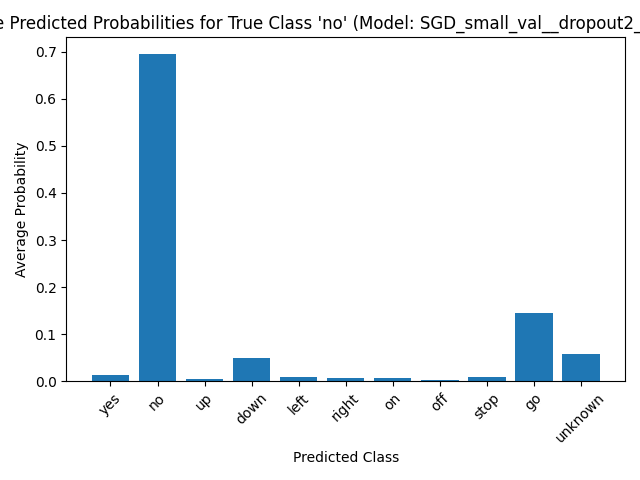 e Predicted Probabilities for True Class 'no' (Model: SGD_small_val__dropout2_
0.7
0.6
0.5
0.4
0.3
0.2
0.1
0.0
Average Probability
yes
no
up
down
left
right
on
off
stop
go
unknown
Predicted Class